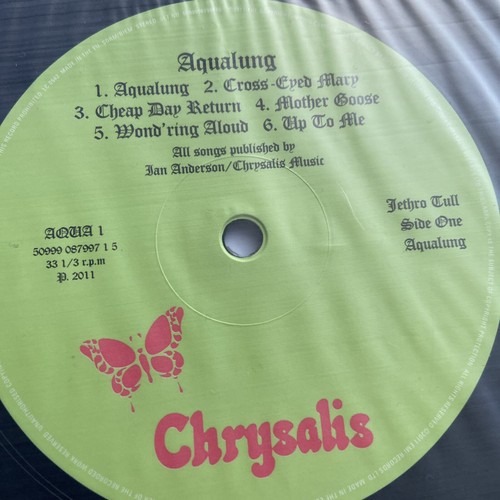 Aqualung
1. Aqualung 2. Cross-Eyed Mary
3. Cheap Day Return 4. Mother Goose
5. Wond'ring Aloud 6. Up To Me
All songs published by
Ian Anderson/Chrysalis Music
Jethro Tull
Side One
Aqualung
AQUA 1
50999 087997 1 5
33 1/3 r.p.m
P. 2011
Chrysalis